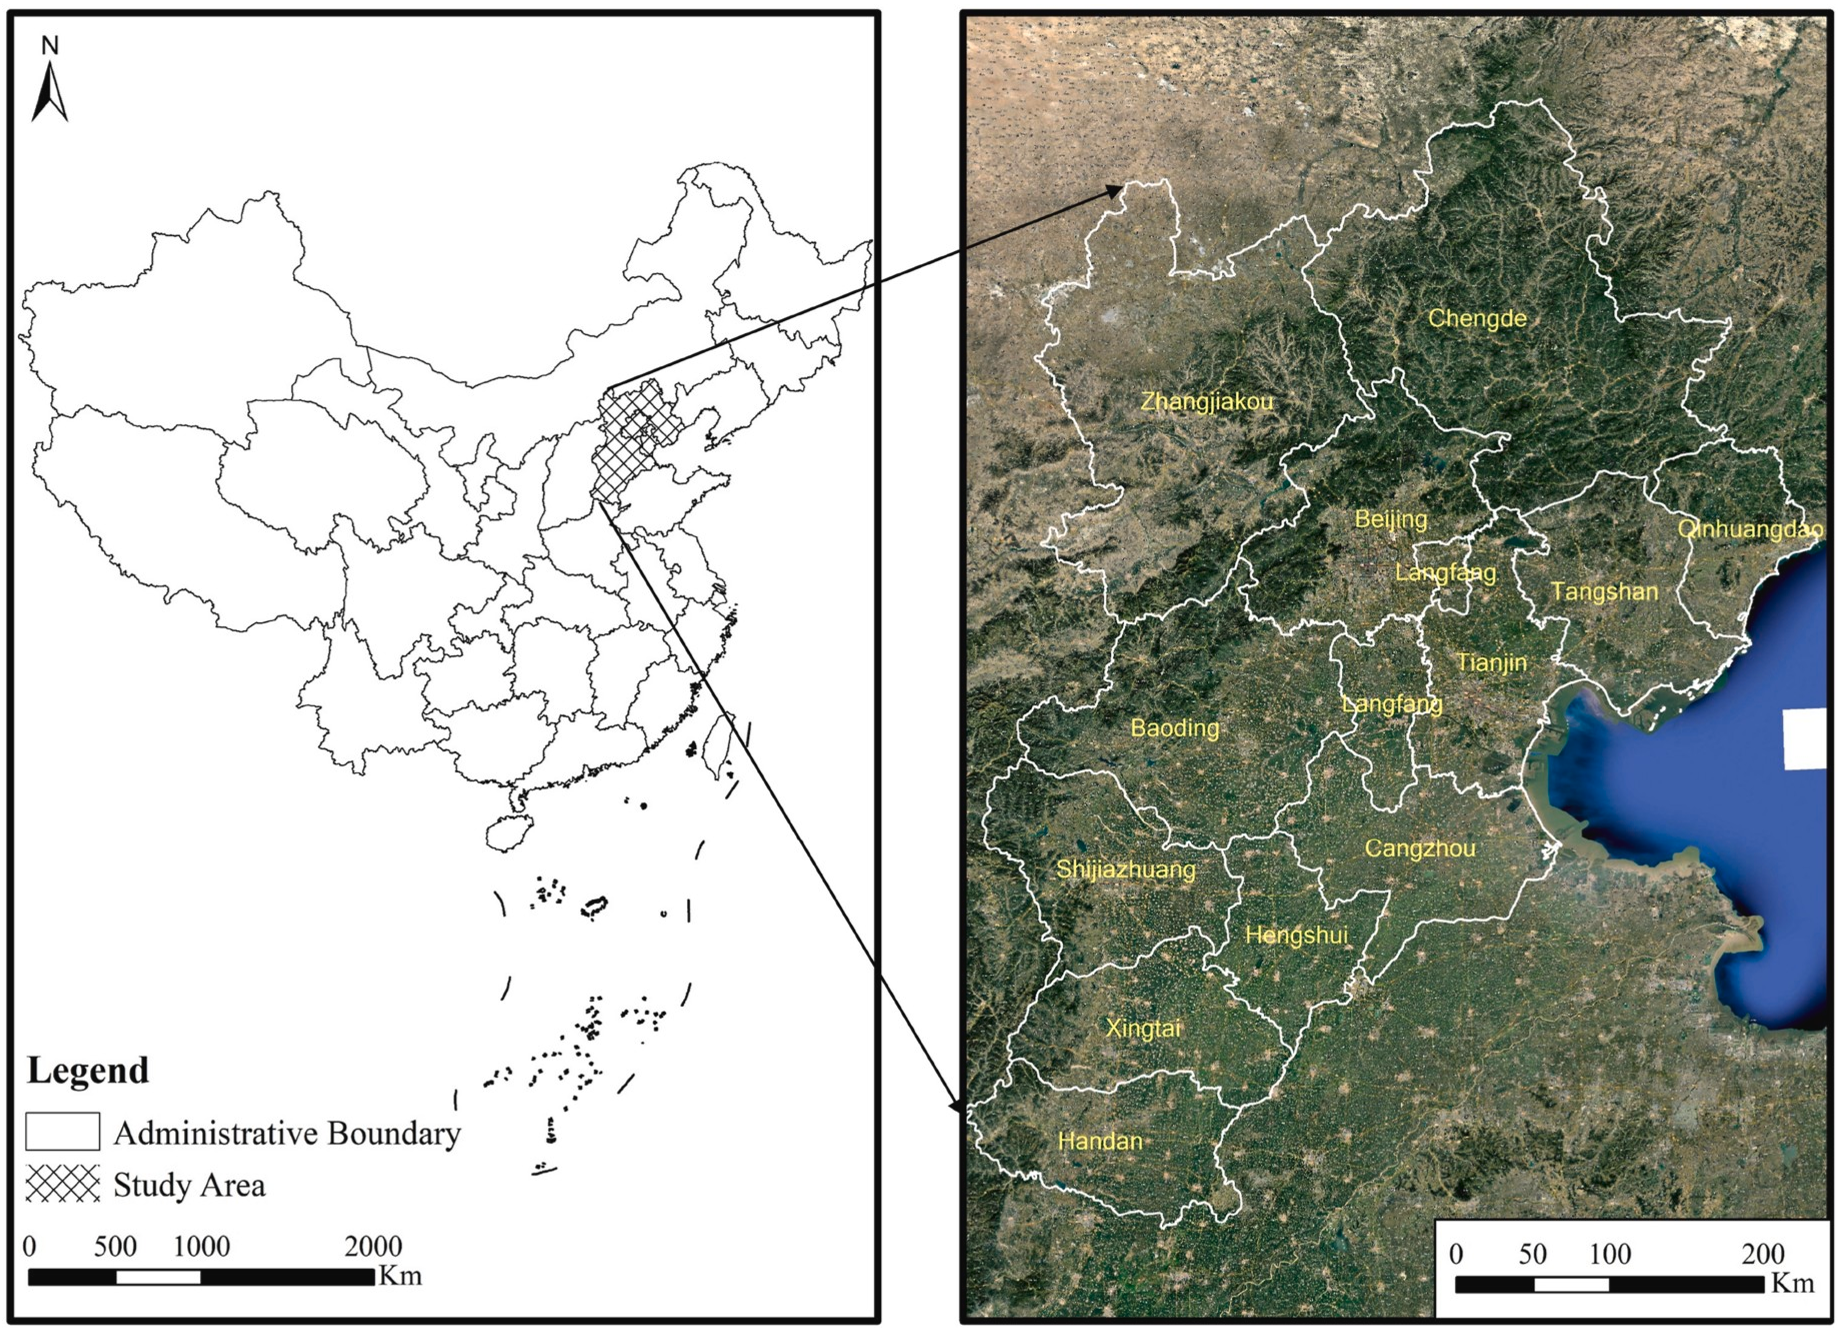 N
Legend
Administrative Boundary
Study Area
0 500 1000 2000
Km
Chengde
Zhangjiakou
Beijing
Qinhuangdao
Langfang
Tangshan
Tianjin
Langfang
Baoding
Cangzhou
Shijiazhuang
Hengshui
Xingtai
Handan
0 50 100 200
Km